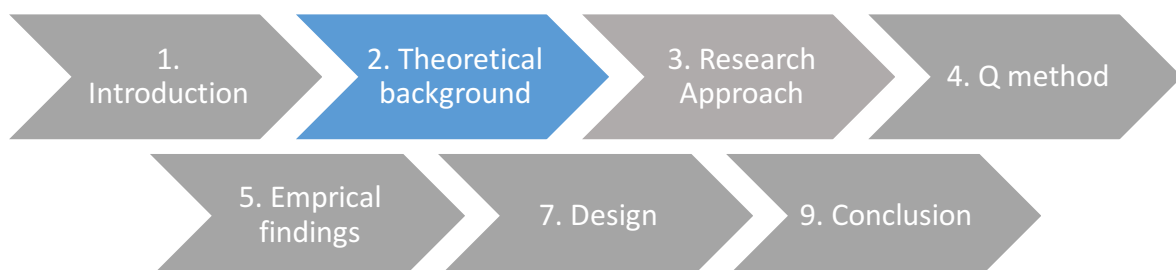 1.
Introduction
2. Theoretical
background
3. Research
Approach
4. Q method
5. Emprical
findings
7. Design
9. Conclusion